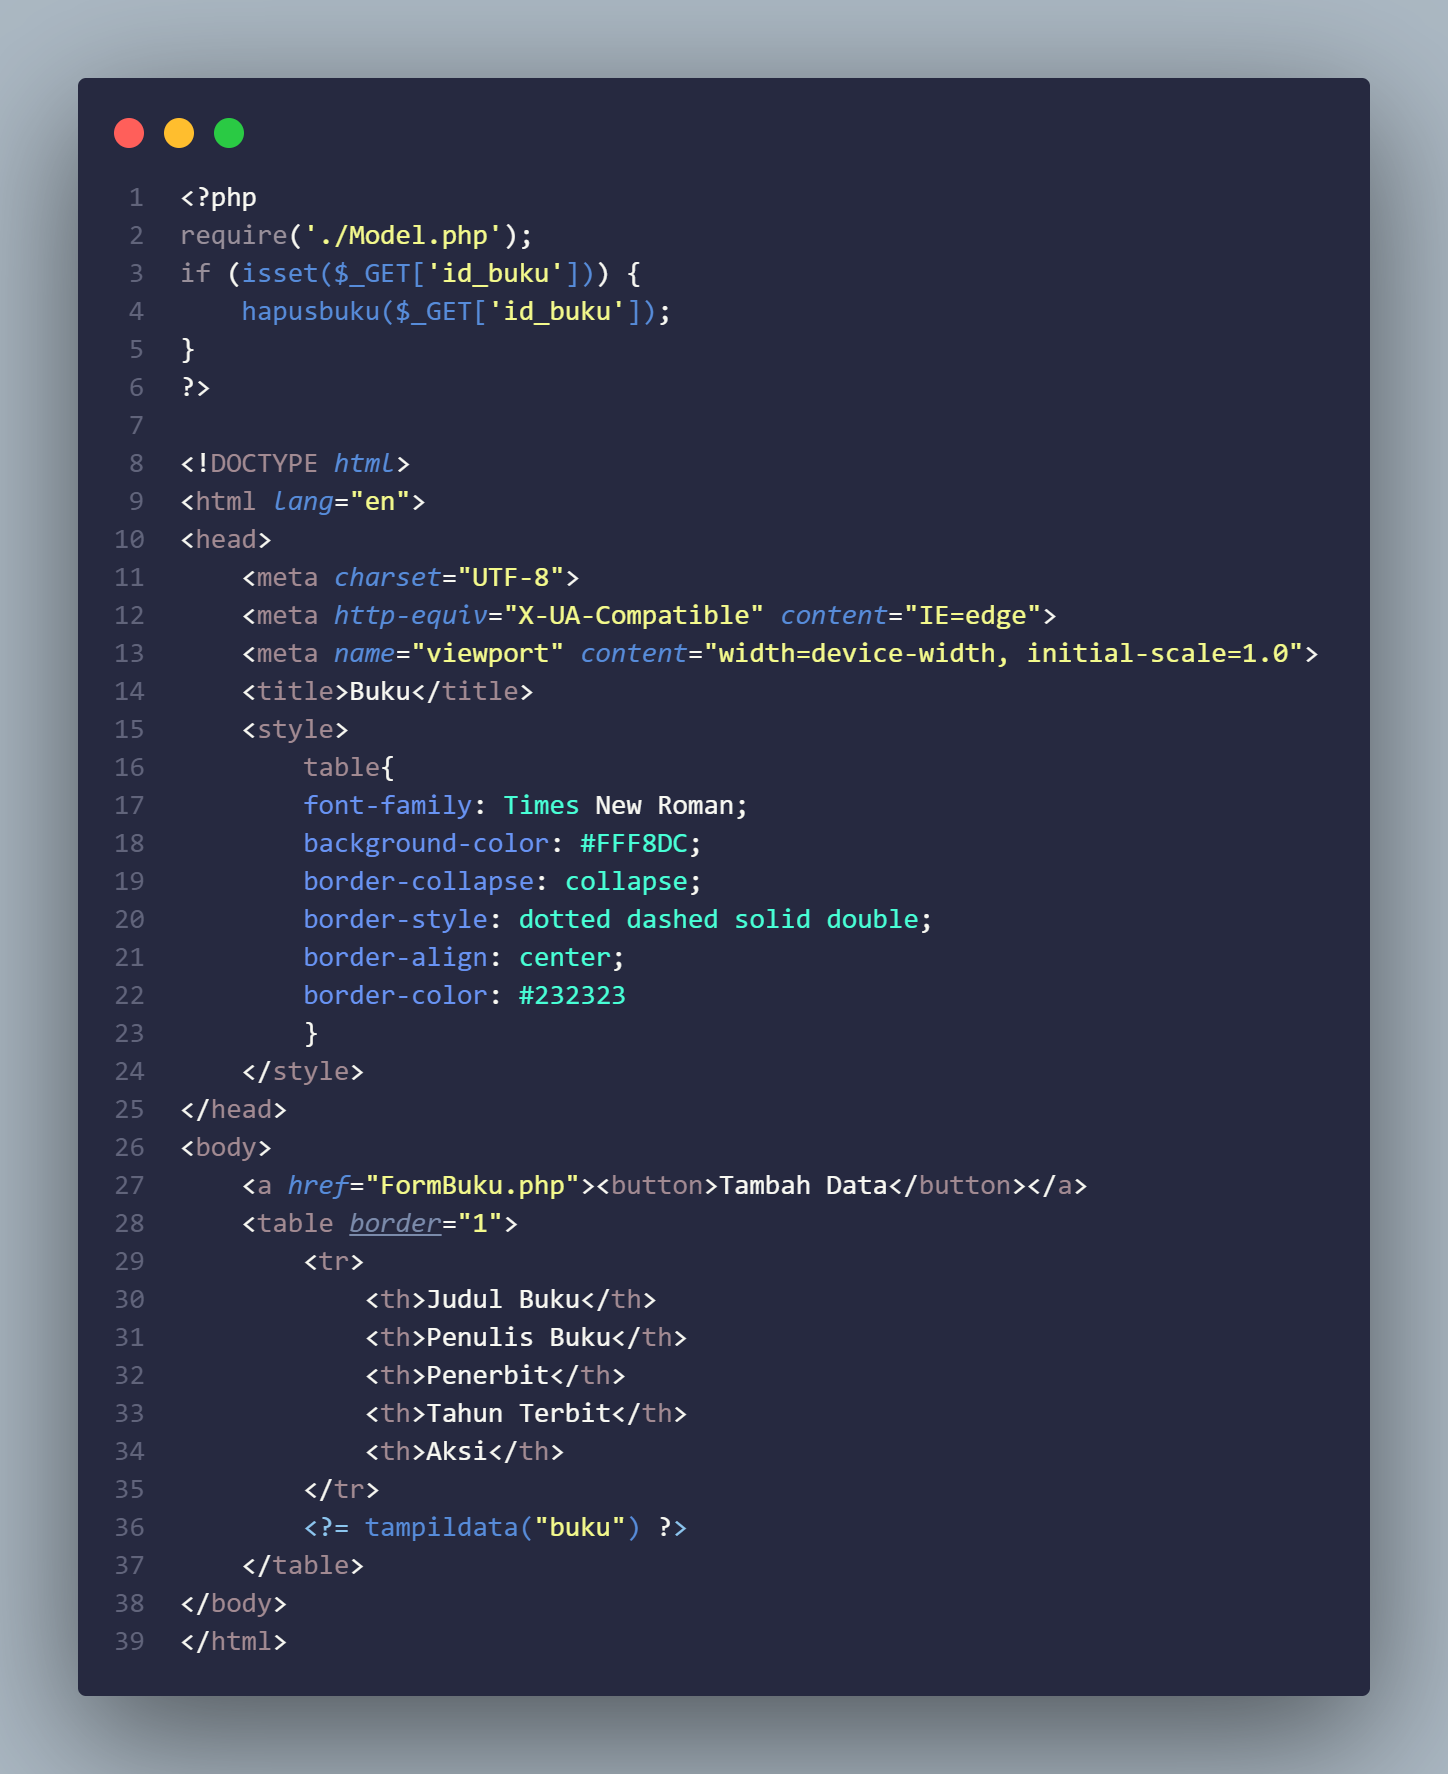 1 <?php
2 require('./Model.php');
3 if (isset($_GET['id_buku'])) {
4     hapusbuku($_GET['id_buku']);
5 }
6 ?>
7
8 <!DOCTYPE html>
9 <html lang="en">
10 <head>
11     <meta charset="UTF-8">
12     <meta http-equiv="X-UA-Compatible" content="IE=edge">
13     <meta name="viewport" content="width=device-width, initial-scale=1.0">
14     <title>Buku</title>
15     <style>
16         table{
17         font-family: Times New Roman;
18         background-color: #FFF8DC;
19         border-collapse: collapse;
20         border-style: dotted dashed solid double;
21         border-align: center;
22         border-color: #232323
23         }
24     </style>
25 </head>
26 <body>
27     <a href="FormBuku.php"><button>Tambah Data</button></a>
28     <table border="1">
29         <tr>
30             <th>Judul Buku</th>
31             <th>Penulis Buku</th>
32             <th>Penerbit</th>
33             <th>Tahun Terbit</th>
34             <th>Aksi</th>
35         </tr>
36         <?= tampildata("buku") ?>
37     </table>
38 </body>
39 </html>